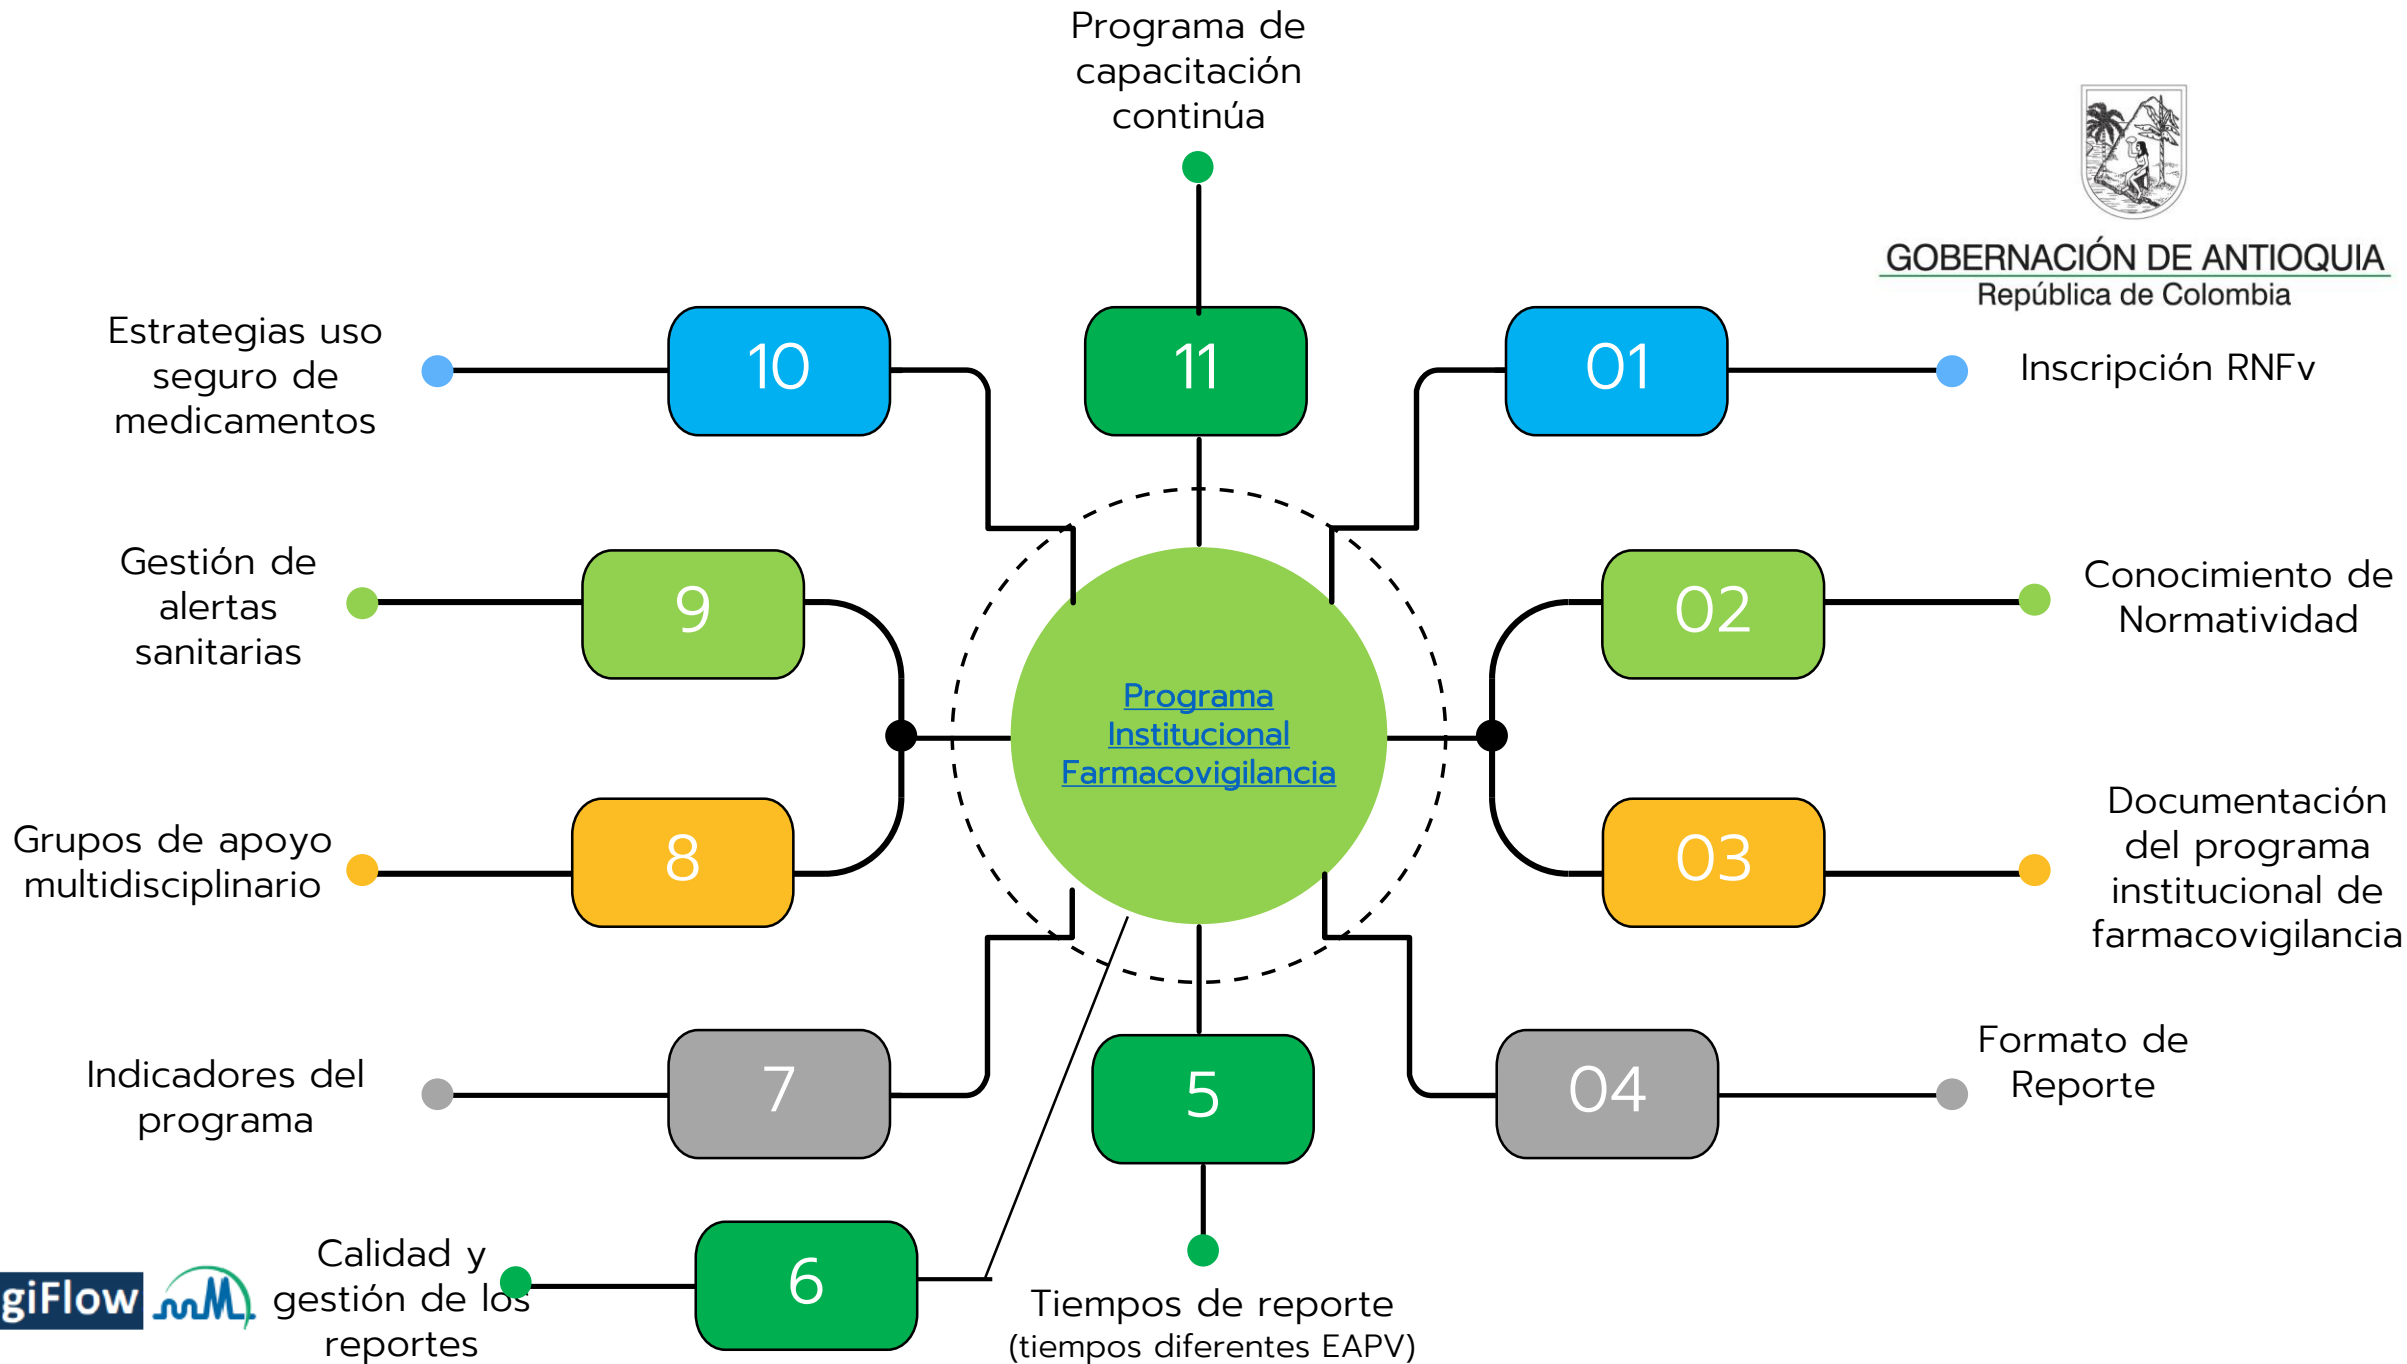 Programa de
capacitación
continúa
GOBERNACIÓN DE ANTIOQUIA
República de Colombia
11
01
Inscripción RNFv
02
Conocimiento de
Normatividad
03
Documentación
del programa
institucional de
farmacovigilancia
04
Formato de
Reporte
5
Tiempos de reporte
(tiempos diferentes EAPV)
6
Calidad y
gestión de los
reportes
giFlow
7
Indicadores del
programa
8
Grupos de apoyo
multidisciplinario
9
Gestión de
alertas
sanitarias
10
Estrategias uso
seguro de
medicamentos
Programa
Institucional
Farmacovigilancia